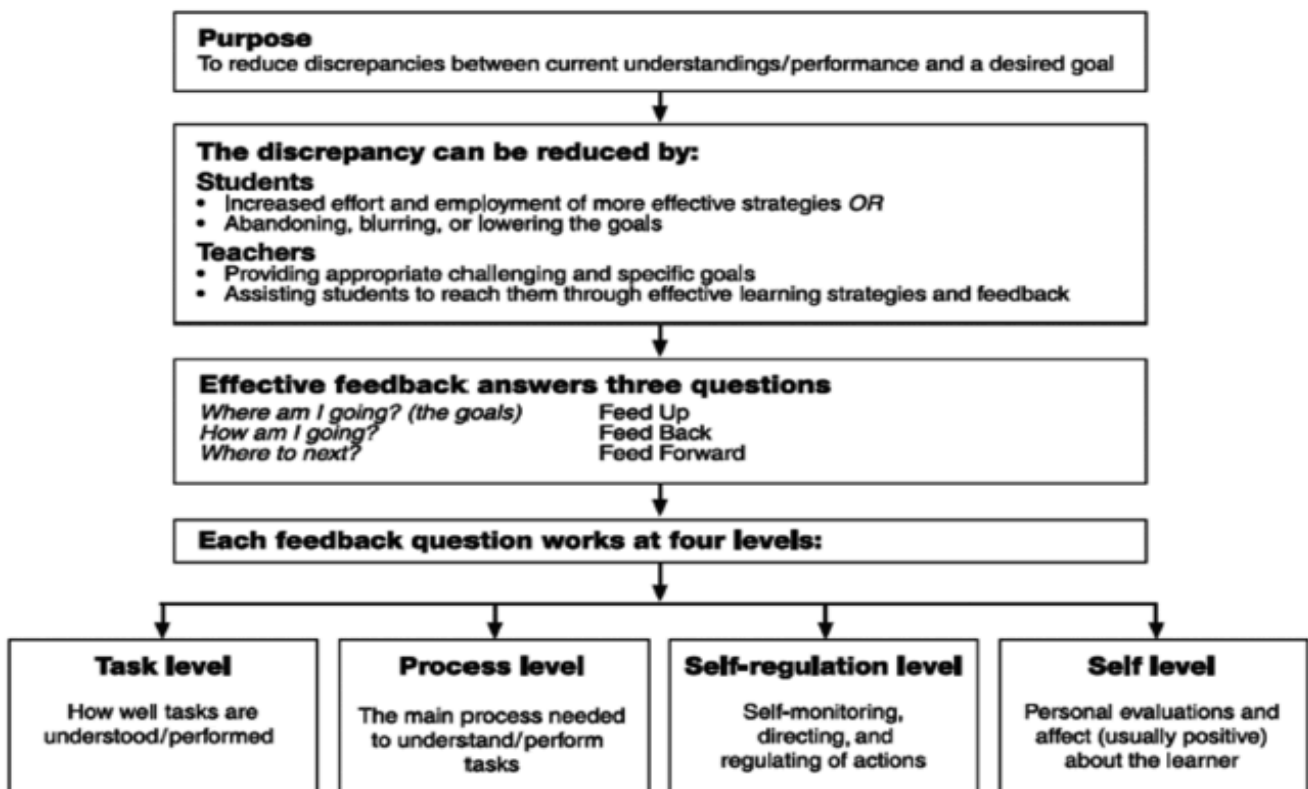 Purpose
To reduce discrepancies between current understandings/performance and a desired goal
The discrepancy can be reduced by:
Students
• Increased effort and employment of more effective strategies OR
• Abandoning, blurring, or lowering the goals
Teachers
• Providing appropriate challenging and specific goals
• Assisting students to reach them through effective learning strategies and feedback
Effective feedback answers three questions
Where am I going? (the goals) Feed Up
How am I going? Feed Back
Where to next? Feed Forward
Each feedback question works at four levels:
Task level
How well tasks are
understood/performed
Process level
The main process needed
to understand/perform
tasks
Self-regulation level
Self-monitoring,
directing, and
regulating of actions
Self level
Personal evaluations and
affect (usually positive)
about the learner